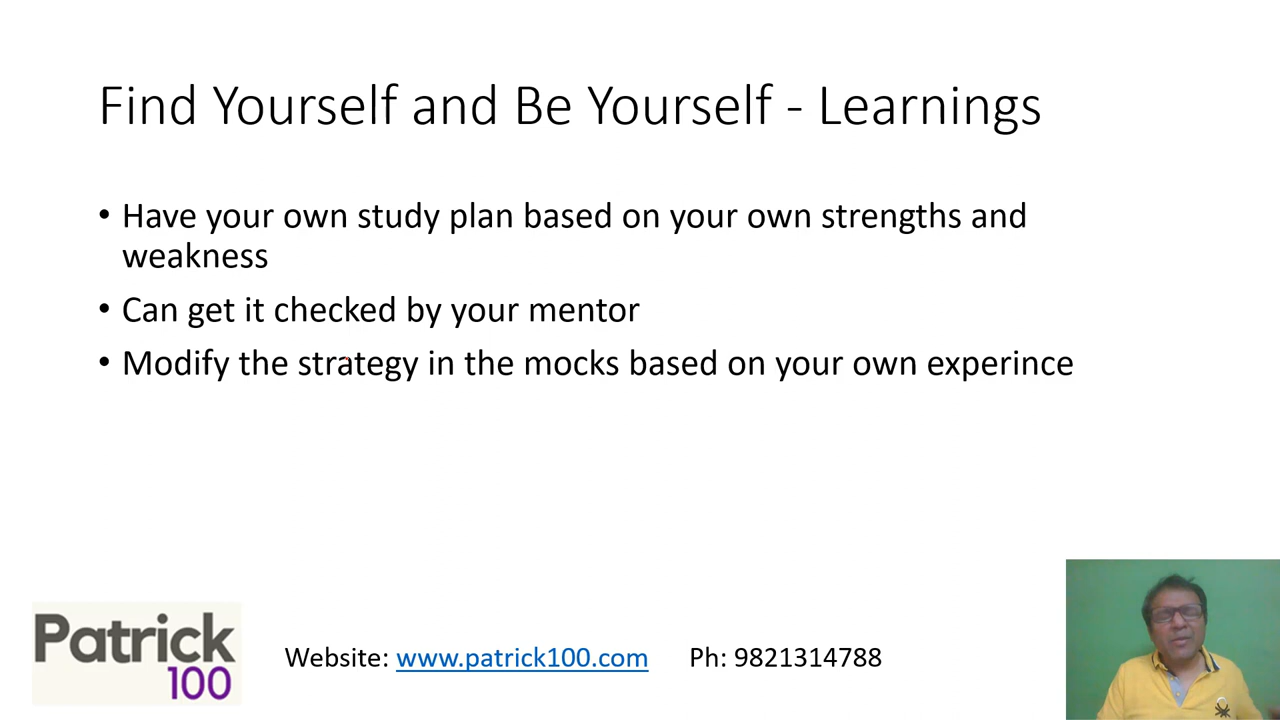 Find Yourself and Be Yourself - Learnings
• Have your own study plan based on your own strengths and
weakness
• Can get it checked by your mentor
• Modify the strategy in the mocks based on your own experince
Patrick
100
Website: www.patrick100.com Ph: 9821314788